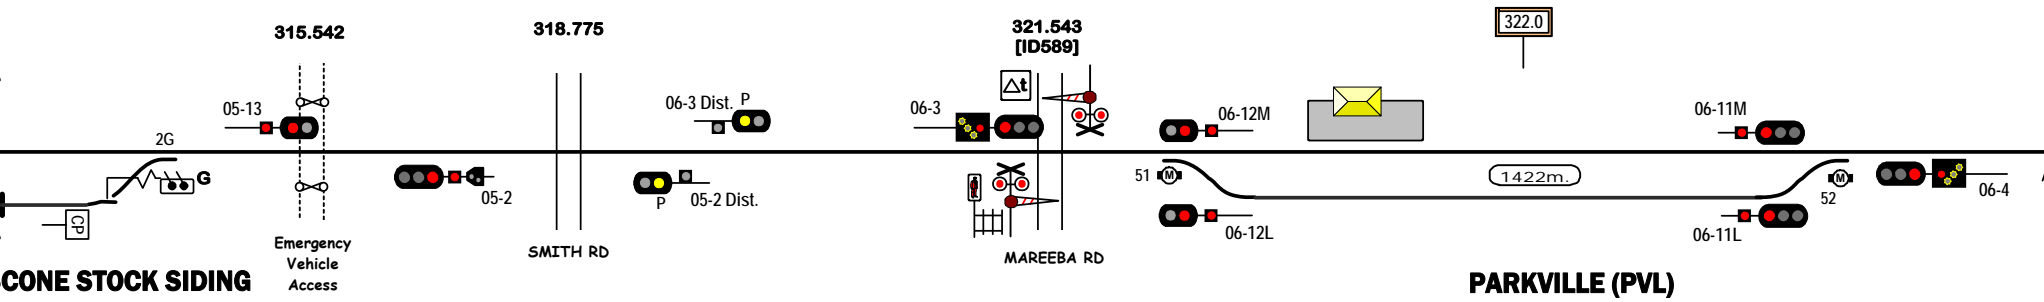 315.542
318.775
321.543
[ID589]
322.0
05-13
06-3 Dist.
P
06-3
Δt
06-12M
06-11M
2G
G
05-2
P
05-2 Dist.
51
M
1422m.
M
52
06-4
CP
06-12L
06-11L
Emergency
Vehicle
Access
SMITH RD
MAREEBA RD
CONE STOCK SIDING
PARKVILLE (PVL)